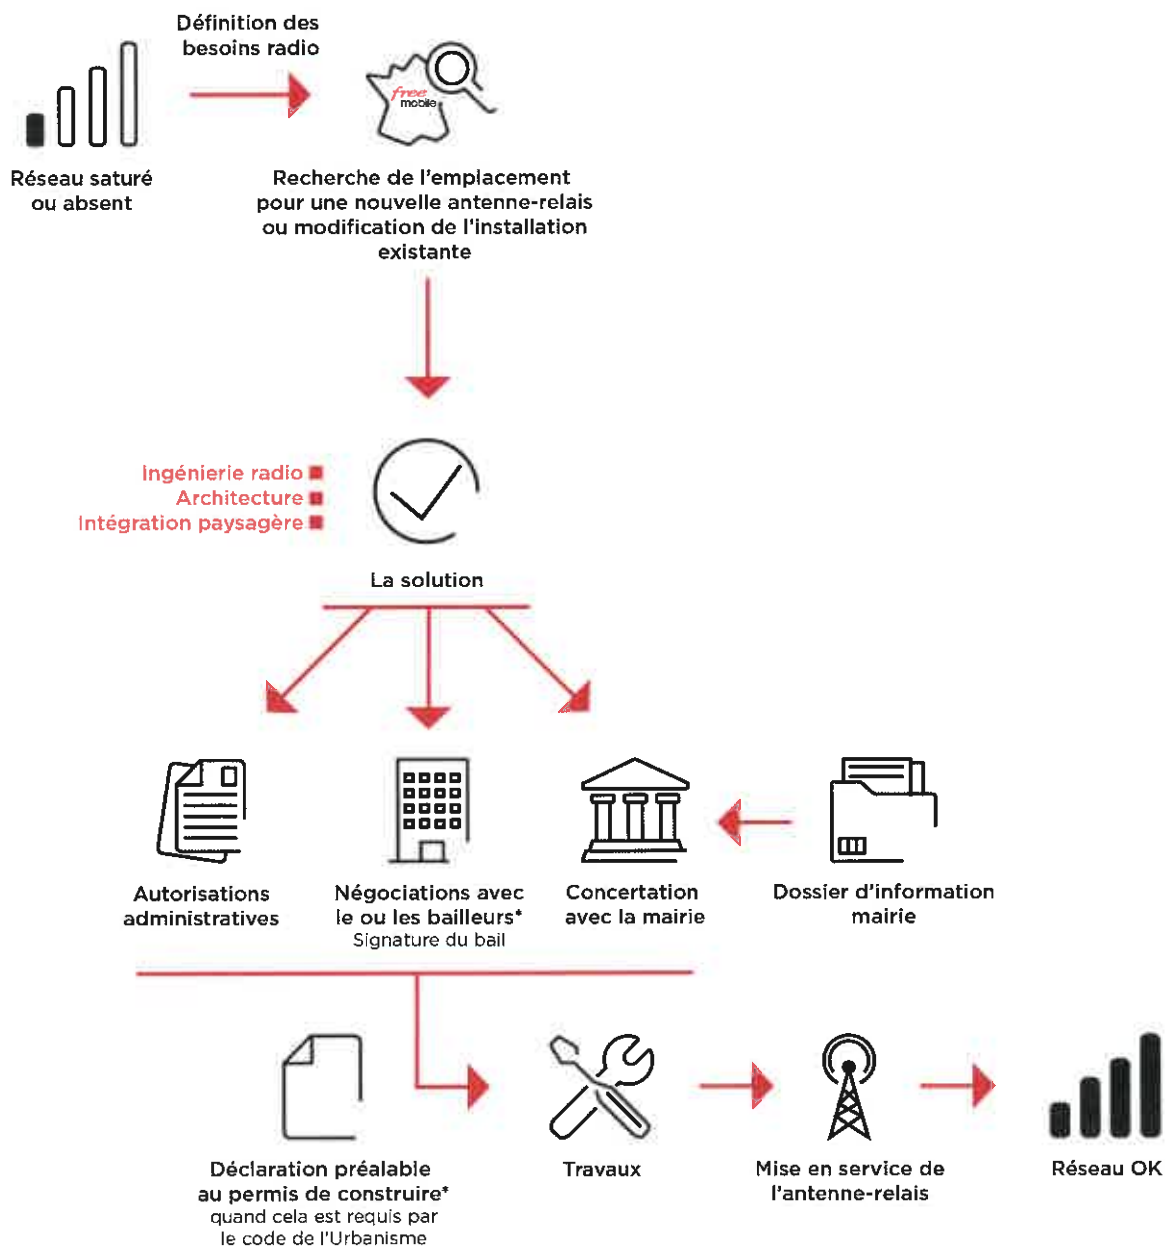 Définition des
besoins radio
free
mobile
Réseau saturé
ou absent
Recherche de l'emplacement
pour une nouvelle antenne-relais
ou modification de l'installation
existante
Ingénierie radio
Architecture
Intégration paysagère
La solution
Autorisations
administratives
Négociations avec
le ou les bailleurs*
Signature du bail
Concertation
avec la mairie
Dossier d'information
mairie
Déclaration préalable
au permis de construire*
quand cela est requis par
le code de l'Urbanisme
Travaux
Mise en service de
l'antenne-relais
Réseau OK